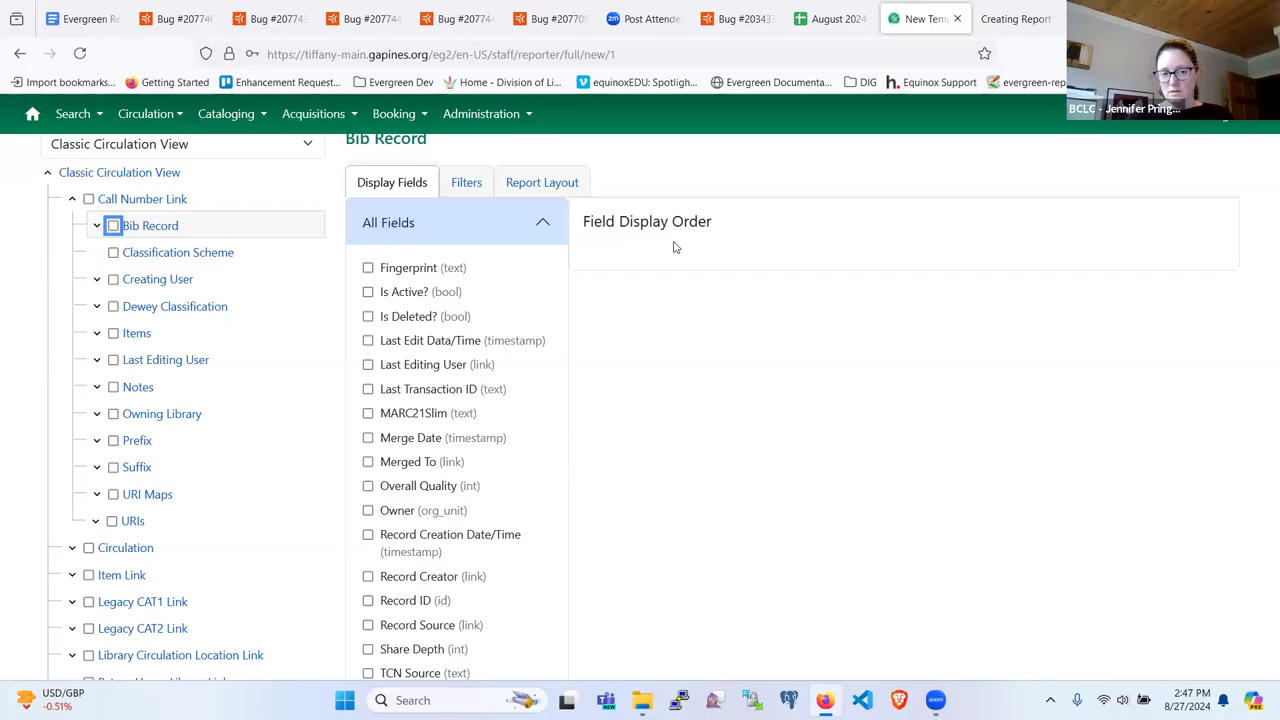 Evergreen R
Bug #20774
Bug #207743
Bug #20774
Bug #20774
Bug #207705
Post Attende
Bug #20343
August 2024
New Tem
Creating Report
https://tiffany-main.gapines.org/eg2/en-US/staff/reporter/full/new/1
Import bookmarks...
Getting Started
Enhancement Request...
Evergreen Dev
Home - Division of Li...
equinoxEDU: Spotligh...
Evergreen Documenta...
DIG
Equinox Support
evergreen-rep
BCLC - Jennifer Pring...
Search
Circulation
Cataloging
Acquisitions
Booking
Administration
Classic Circulation View
Bib Record
Classic Circulation View
Display Fields
Filters
Report Layout
Call Number Link
Bib Record
Classification Scheme
Creating User
Dewey Classification
Items
Last Editing User
Notes
Owning Library
Prefix
Suffix
URI Maps
URIs
Circulation
Item Link
Legacy CAT1 Link
Legacy CAT2 Link
Library Circulation Location Link
All Fields
Fingerprint (text)
Is Active? (bool)
Is Deleted? (bool)
Last Edit Data/Time (timestamp)
Last Editing User (link)
Last Transaction ID (text)
MARC21Slim (text)
Merge Date (timestamp)
Merged To (link)
Overall Quality (int)
Owner (org_unit)
Record Creation Date/Time
(timestamp)
Record Creator (link)
Record ID (id)
Record Source (link)
Share Depth (int)
TCN Source (text)
Field Display Order
USD/GBP
-0.51%
Search
2:47 PM
8/27/2024